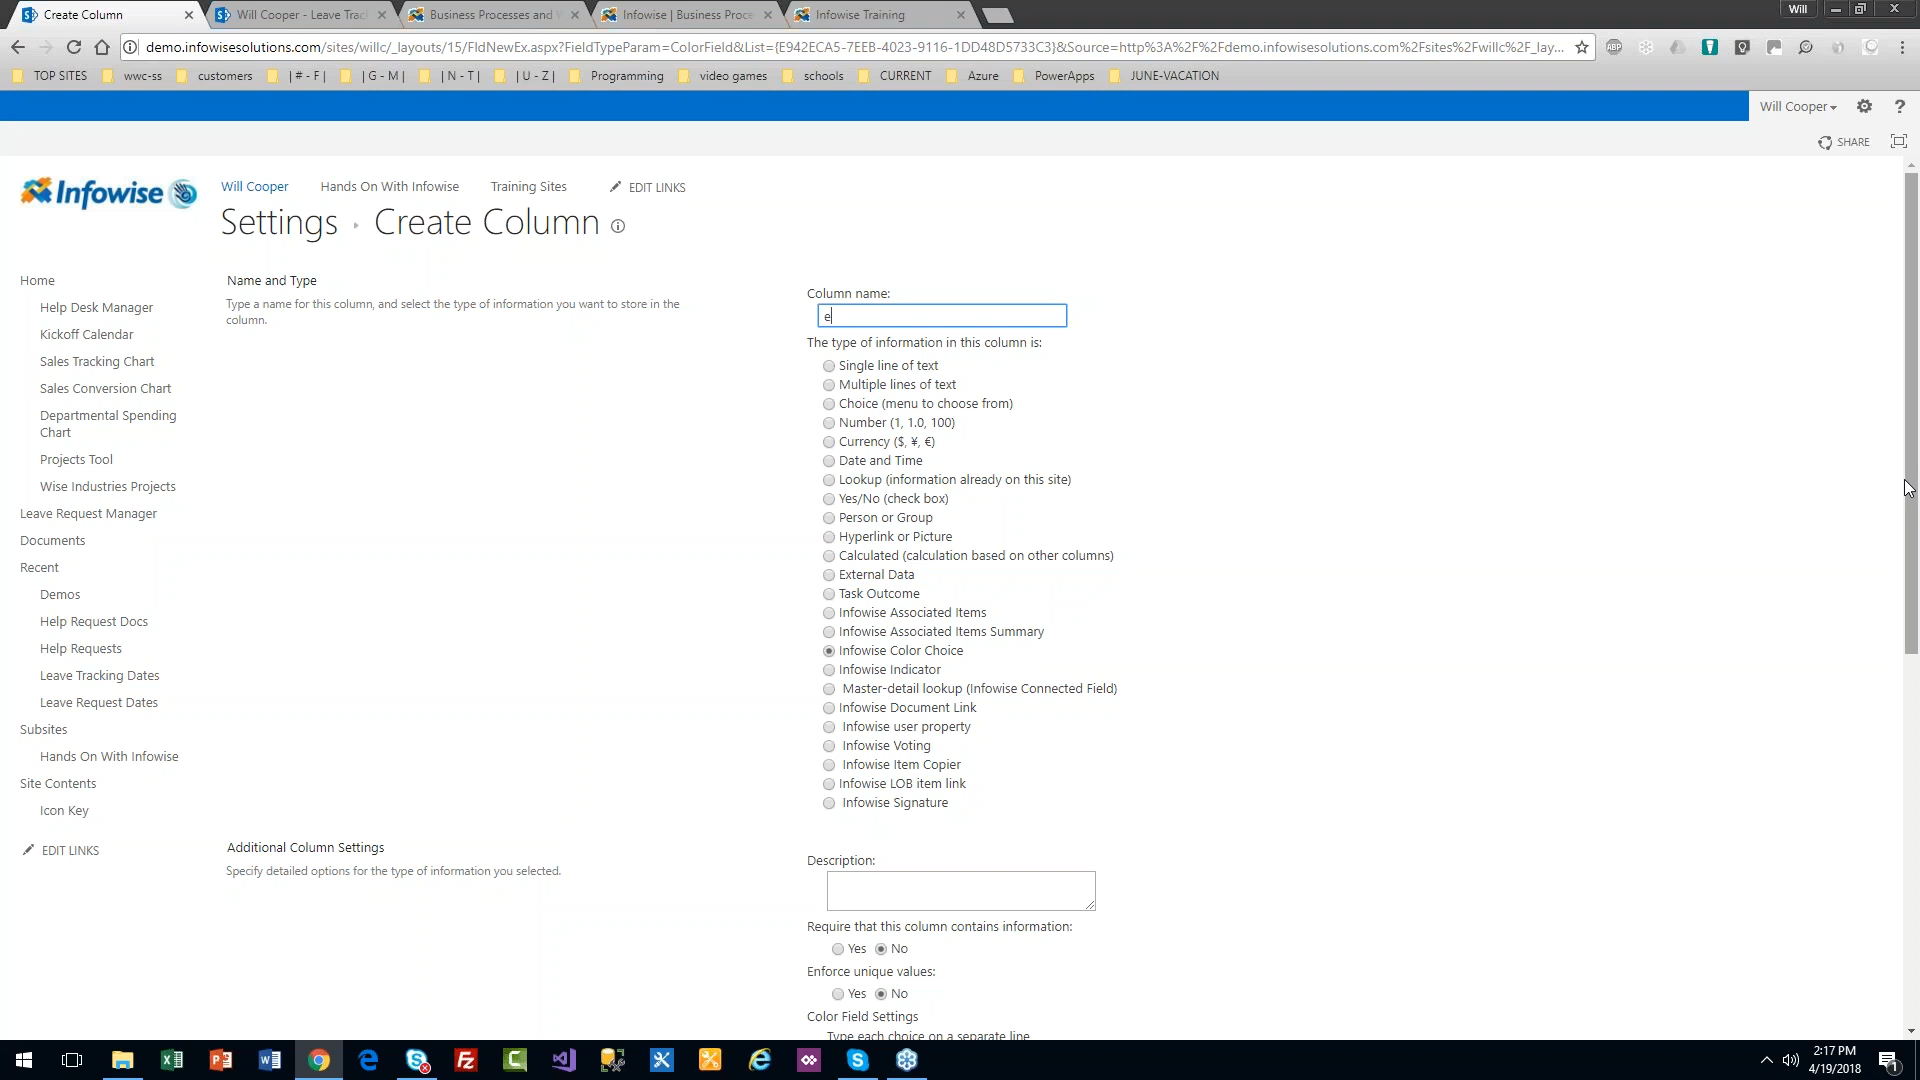 Create Column
Will Cooper - Leave Trac
Business Processes and W
Infowise | Business Proce
Infowise Training
Will
demo.infowisesolutions.com/sites/willc/_layouts/15/FldNewEx.aspx?FieldTypeParam=ColorField&List={E942ECA5-7EEB-4023-9116-1DD48D5733C3}&Source=http%3A%2F%2Fdemo.infowisesolutions.com%2Fsites%2Fwillc%2F_lay...
TOP SITES wwc-ss customers | # - F | | G - M | | N - T | | U - Z | Programming video games schools CURRENT Azure PowerApps JUNE-VACATION
Will Cooper
SHARE
Infowise
Will Cooper Hands On With Infowise Training Sites EDIT LINKS
Settings Create Column
Home
Help Desk Manager
Kickoff Calendar
Sales Tracking Chart
Sales Conversion Chart
Departmental Spending
Chart
Projects Tool
Wise Industries Projects
Leave Request Manager
Documents
Recent
Demos
Help Request Docs
Help Requests
Leave Tracking Dates
Leave Request Dates
Subsites
Hands On With Infowise
Site Contents
Icon Key
EDIT LINKS
Name and Type
Type a name for this column, and select the type of information you want to store in the
column.
Column name:
e
The type of information in this column is:
Single line of text
Multiple lines of text
Choice (menu to choose from)
Number (1, 1.0, 100)
Currency ($, ¥, €)
Date and Time
Lookup (information already on this site)
Yes/No (check box)
Person or Group
Hyperlink or Picture
Calculated (calculation based on other columns)
External Data
Task Outcome
Infowise Associated Items
Infowise Associated Items Summary
Infowise Color Choice
Infowise Indicator
Master-detail lookup (Infowise Connected Field)
Infowise Document Link
Infowise user property
Infowise Voting
Infowise Item Copier
Infowise LOB item link
Infowise Signature
Additional Column Settings
Specify detailed options for the type of information you selected.
Description:
Require that this column contains information:
Yes No
Enforce unique values:
Yes No
Color Field Settings
Type each choice on a separate line
2:17 PM
4/19/2018